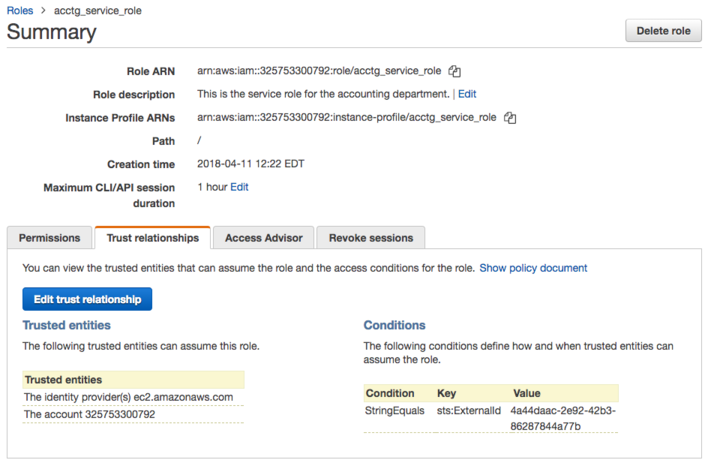 Roles > acctg_service_role
Summary
Delete role
Role ARN arn:aws:iam::325753300792:role/acctg_service_role
Role description This is the service role for the accounting department. | Edit
Instance Profile ARNs arn:aws:iam::325753300792:instance-profile/acctg_service_role
Path /
Creation time 2018-04-11 12:22 EDT
Maximum CLI/API session 1 hour Edit
duration
Permissions Trust relationships Access Advisor Revoke sessions
You can view the trusted entities that can assume the role and the access conditions for the role. Show policy document
Edit trust relationship
Trusted entities
The following trusted entities can assume this role.
Trusted entities
The identity provider(s) ec2.amazonaws.com
The account 325753300792
Conditions
The following conditions define how and when trusted entities can
assume the role.
Condition Key Value
StringEquals sts:ExternalId 4a44daac-2e92-42b3-
86287844a77b